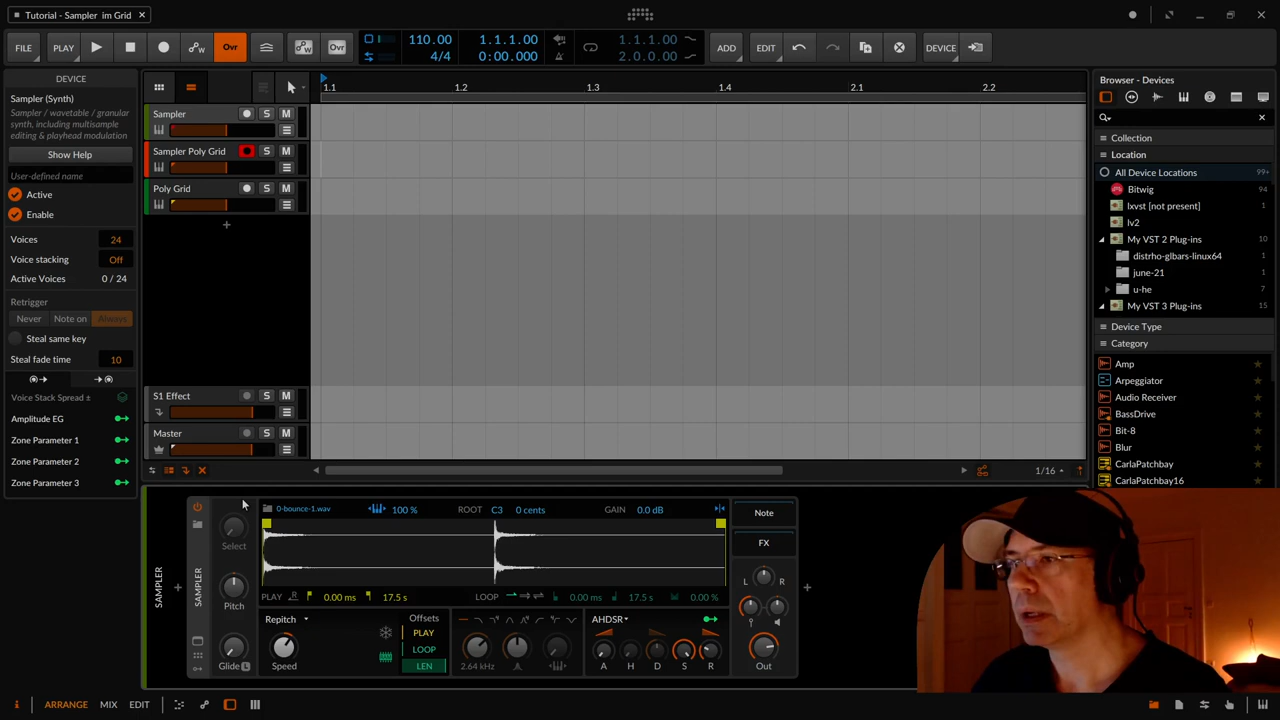 Tutorial - Sampler im Grid
FILE
PLAY
Ovr
Ovr
110.00
4/4
1.1.1.00
0:00.000
1.1.1.00
2.0.0.00
ADD
EDIT
DEVICE
DEVICE
Sampler (Synth)
Sampler / wavetable / granular
synth, including multisample
editing & playhead modulation
Show Help
User-defined name
Active
Enable
Voices 24
Voice stacking Off
Active Voices 0 / 24
Retrigger
Never Note on Always
Steal same key
Steal fade time 10
Voice Stack Spread ±
Amplitude EG
Zone Parameter 1
Zone Parameter 2
Zone Parameter 3
1.1 1.2 1.3 1.4 2.1 2.2
Sampler S M
Sampler Poly Grid S M
Poly Grid S M
+
S1 Effect S M
Master S M
1/16
SAMPLER
SAMPLER
Select
Pitch
Glide L
0-bounce-1.wav 100 % ROOT C3 0 cents GAIN 0.0 dB
PLAY 0.00 ms 17.5 s LOOP 0.00 ms 17.5 s 0.00 %
Repitch
Speed
Offsets
PLAY
LOOP
LEN
2.64 kHz
AHDSR
A H D S R
Note
FX
L R
Out
Browser - Devices
Collection
Location
All Device Locations 99+
Bitwig 94
lxvst [not present] 1
lv2
My VST 2 Plug-ins 10
distrho-glbars-linux64 1
june-21 1
u-he 7
My VST 3 Plug-ins 15
Device Type
Category
Amp
Arpeggiator
Audio Receiver
BassDrive
Bit-8
Blur
CarlaPatchbay
CarlaPatchbay16
ARRANGE MIX EDIT